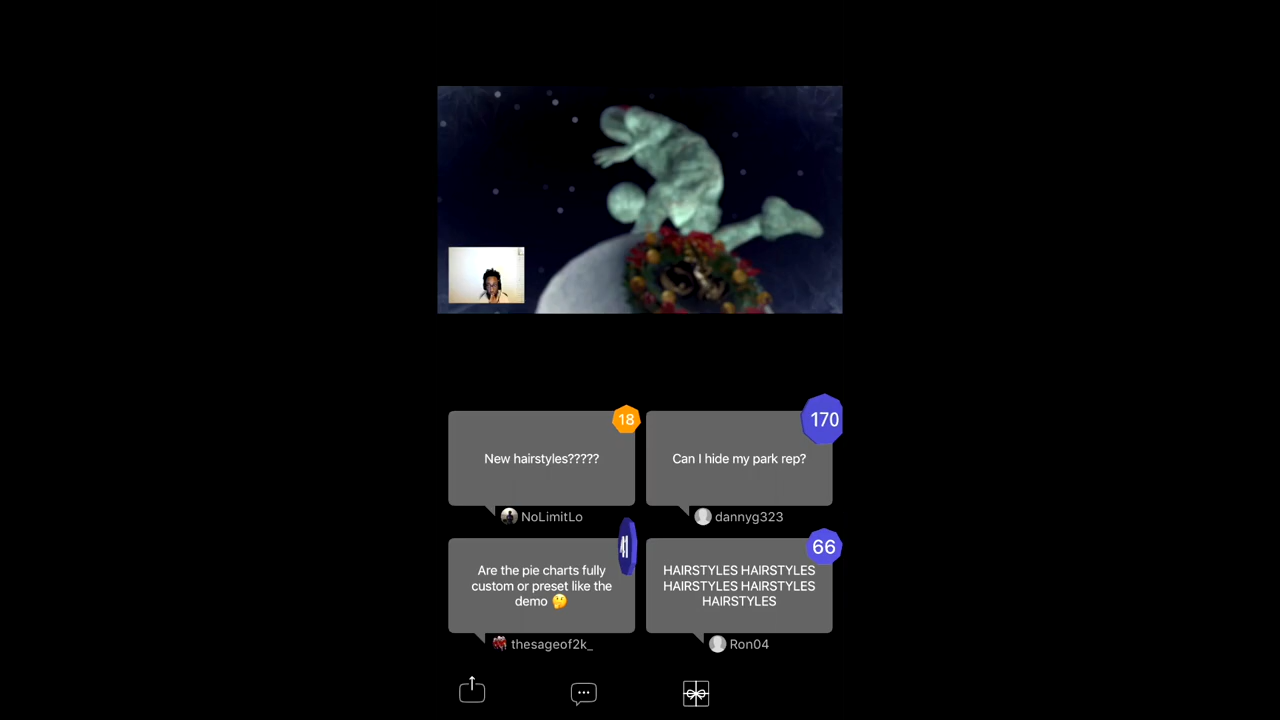 18
170
New hairstyles?????
Can I hide my park rep?
NoLimitLo
dannyg323
66
Are the pie charts fully
custom or preset like the
demo 🤔
HAIRSTYLES HAIRSTYLES
HAIRSTYLES HAIRSTYLES
HAIRSTYLES
thesageof2k_
Ron04